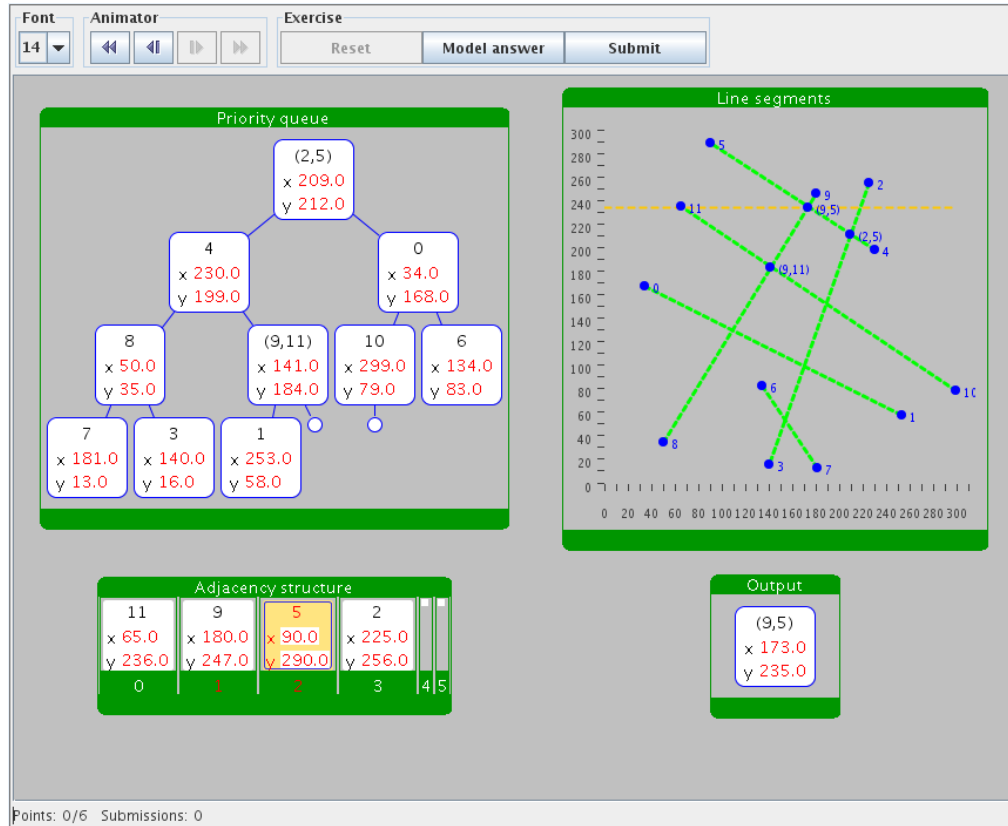 Font Animator Exercise
14 Reset Model answer Submit
Priority queue
(2,5)
x 209.0
y 212.0
4 0
x 230.0 x 34.0
y 199.0 y 168.0
8 (9,11) 10 6
x 50.0 x 141.0 x 299.0 x 134.0
y 35.0 y 184.0 y 79.0 y 83.0
7 3 1
x 181.0 x 140.0 x 253.0
y 13.0 y 16.0 y 58.0
Line segments
300
280
260
240
220
200
180
160
140
120
100
80
60
40
20
0
0 20 40 60 80 100 120 140 160 180 200 220 240 260 280 300
5
2
9
11
(9,5)
(2,5)
4
(9,11)
0
6
10
1
8
3
7
Adjacency structure
11 9 5 2
x 65.0 x 180.0 x 90.0 x 225.0
y 236.0 y 247.0 y 290.0 y 256.0
0 1 2 3 4 5
Output
(9,5)
x 173.0
y 235.0
Points: 0/6 Submissions: 0